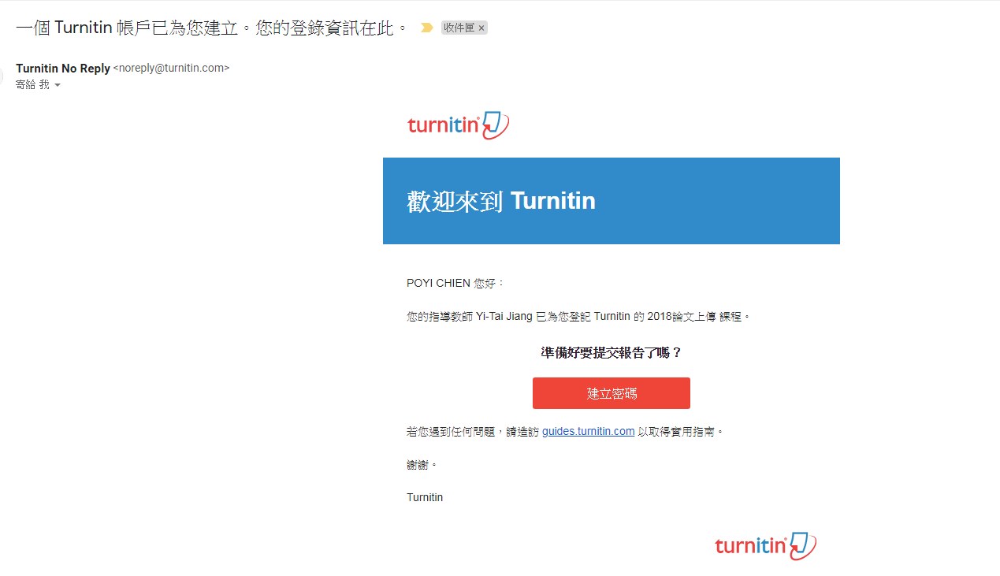 一個 Turnitin 帳戶已為您建立。您的登錄資訊在此。 收件匣 ×
Turnitin No Reply <noreply@turnitin.com>
寄給 我
turnitin
歡迎來到 Turnitin
POYI CHIEN 您好：
您的指導教師 Yi-Tai Jiang 已為您登記 Turnitin 的 2018論文上傳 課程。
準備好要提交報告了嗎？
建立密碼
若您遇到任何問題，請造訪 guides.turnitin.com 以取得實用指南。
謝謝。
Turnitin
turnitin